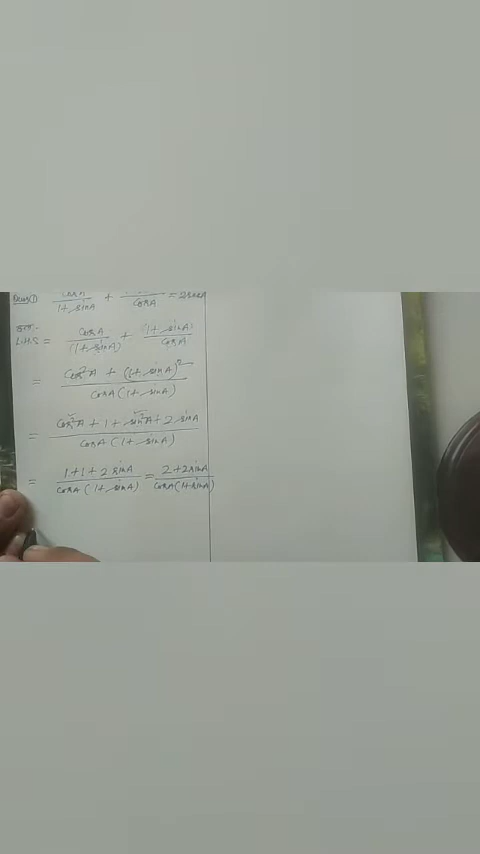 cosA/(1+sinA) + /cosA = 2secA
L.H.S = cosA/(1+sinA) + (1+sinA)/cosA
= (cos²A + (1+sinA)²)/(cosA(1+sinA))
= (cos²A + 1 + sin²A + 2 sinA)/(cosA(1+sinA))
= (1+1+2 sinA)/(cosA(1+sinA)) = (2+2sinA)/(cosA(1+sinA))